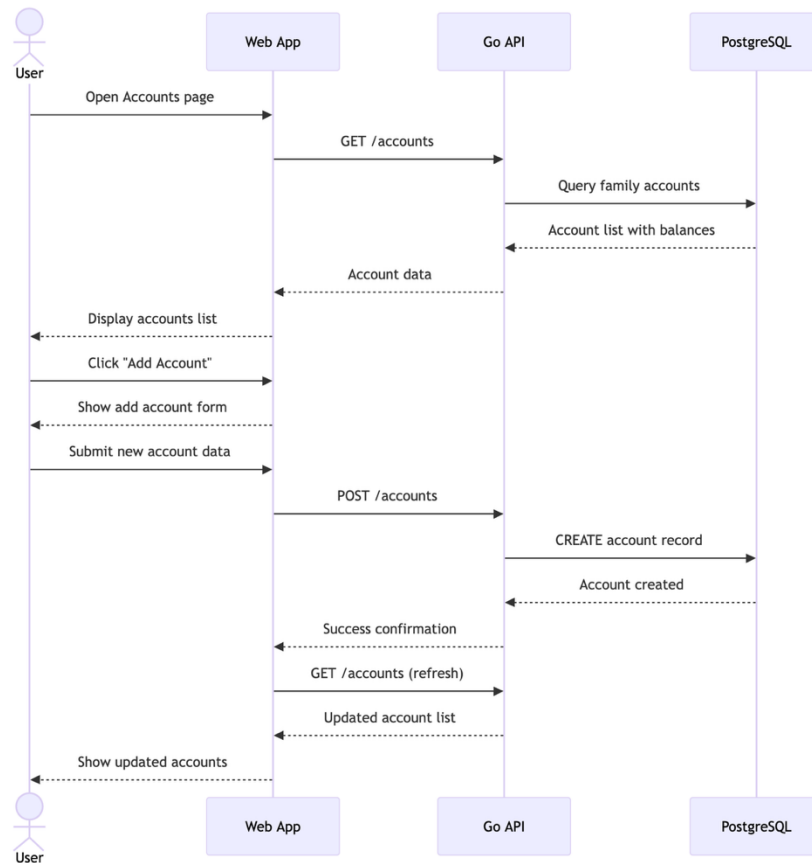 User
Web App
Go API
PostgreSQL
Open Accounts page
GET /accounts
Query family accounts
Account list with balances
Account data
Display accounts list
Click "Add Account"
Show add account form
Submit new account data
POST /accounts
CREATE account record
Account created
Success confirmation
GET /accounts (refresh)
Updated account list
Show updated accounts
User
Web App
Go API
PostgreSQL